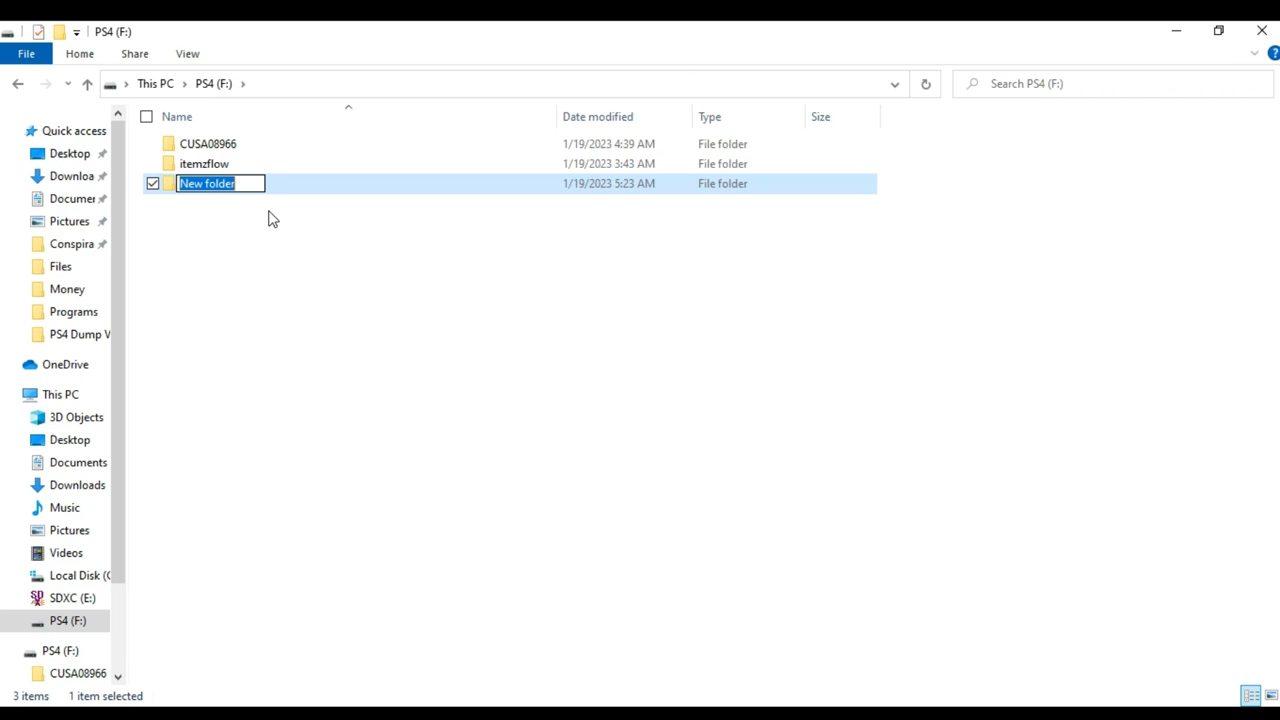 PS4 (F:)
File Home Share View
This PC PS4 (F:) Search PS4 (F:)
Name Date modified Type Size
CUSA08966 1/19/2023 4:39 AM File folder
itemzflow 1/19/2023 3:43 AM File folder
New folder 1/19/2023 5:23 AM File folder
Quick access
Desktop
Downloa
Documer
Pictures
Conspira
Files
Money
Programs
PS4 Dump V
OneDrive
This PC
3D Objects
Desktop
Documents
Downloads
Music
Pictures
Videos
Local Disk (C
SDXC (E:)
PS4 (F:)
PS4 (F:)
CUSA08966
3 items 1 item selected